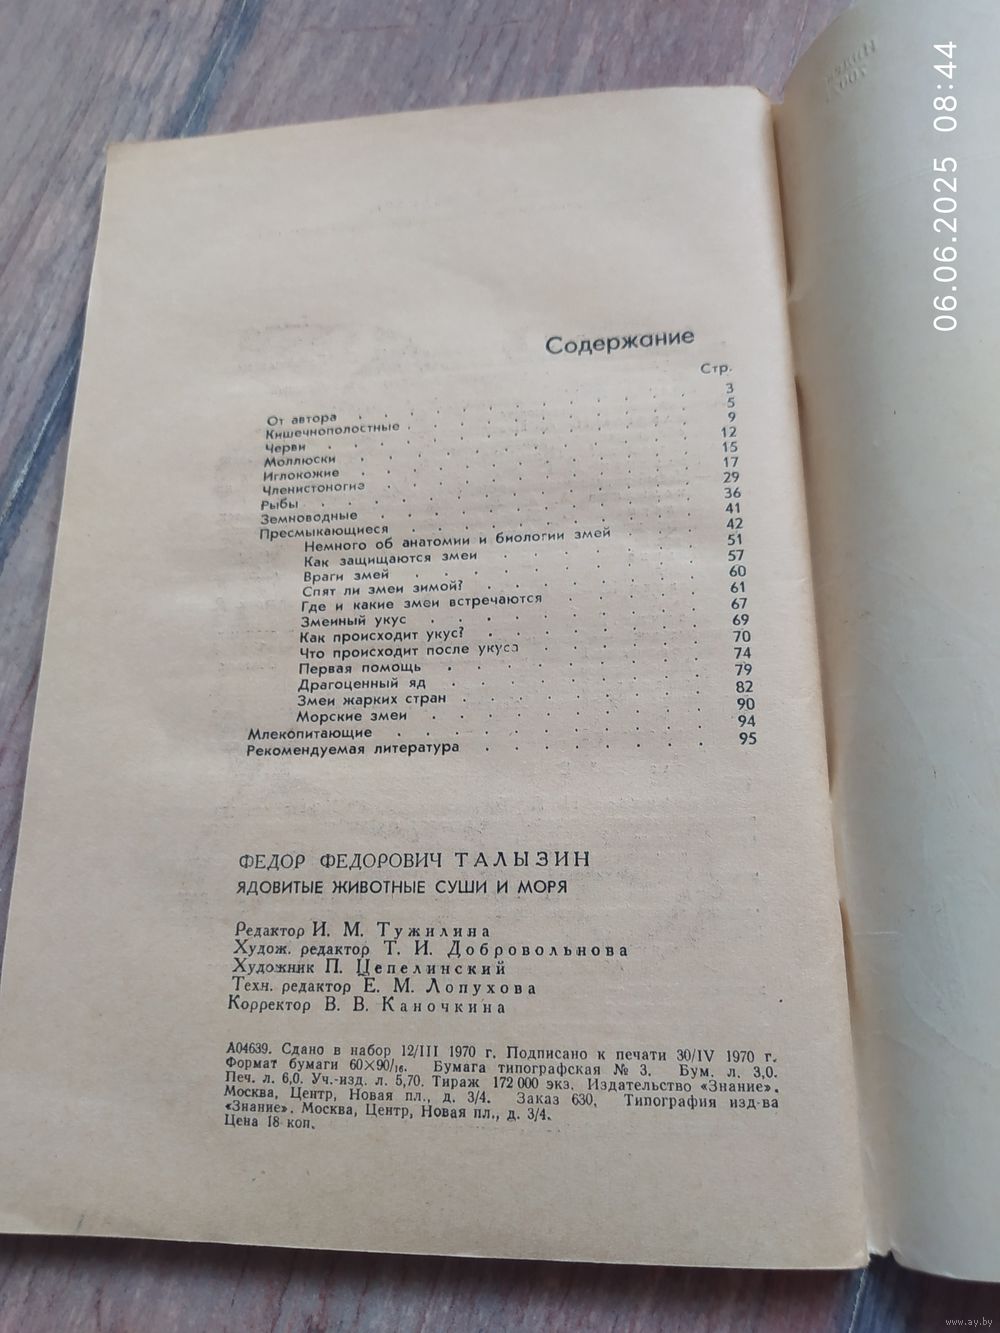 Содержание
Стр.
От автора . . . . . . . . . . 3
Кишечнополостные . . . . . . . . . . 5
Черви . . . . . . . . . . 9
Моллюски . . . . . . . . . . 12
Иглокожие . . . . . . . . . . 15
Членистоногие . . . . . . . . . . 17
Рыбы . . . . . . . . . . 29
Земноводные . . . . . . . . . . 36
Пресмыкающиеся . . . . . . . . . . 41
Немного об анатомии и биологии змей . . . 42
Как защищаются змеи . . . . . . 51
Враги змей . . . . . . . . 57
Спят ли змеи зимой? . . . . . . 60
Где и какие змеи встречаются . . . . 61
Змеиный укус . . . . . . . 67
Как происходит укус? . . . . . . 69
Что происходит после укуса . . . . 70
Первая помощь . . . . . . . 74
Драгоценный яд . . . . . . . 79
Змеи жарких стран . . . . . . 82
Морские змеи . . . . . . . 90
Млекопитающие . . . . . . . . 94
Рекомендуемая литература . . . . . . 95
ФЕДОР ФЕДОРОВИЧ ТАЛЫЗИН
ЯДОВИТЫЕ ЖИВОТНЫЕ СУШИ И МОРЯ
Редактор И. М. Тужилина
Худож. редактор Т. И. Добровольнова
Художник П. Цепелинский
Техн. редактор Е. М. Лопухова
Корректор В. В. Каночкина
А04639. Сдано в набор 12/III 1970 г. Подписано к печати 30/IV 1970 г.
Формат бумаги 60×90/16. Бумага типографская № 3. Бум. л. 3,0.
Печ. л. 6,0. Уч.-изд. л. 5,70. Тираж 172 000 экз. Издательство «Знание».
Москва, Центр, Новая пл., д. 3/4. Заказ 630. Типография изд-ва
«Знание». Москва, Центр, Новая пл., д. 3/4.
Цена 18 коп.
06.06.2025 08:44
www.ay.by